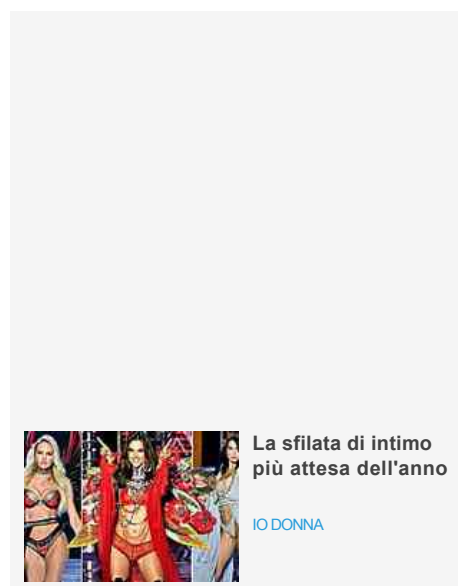 La sfilata di intimo
più attesa dell'anno
IO DONNA